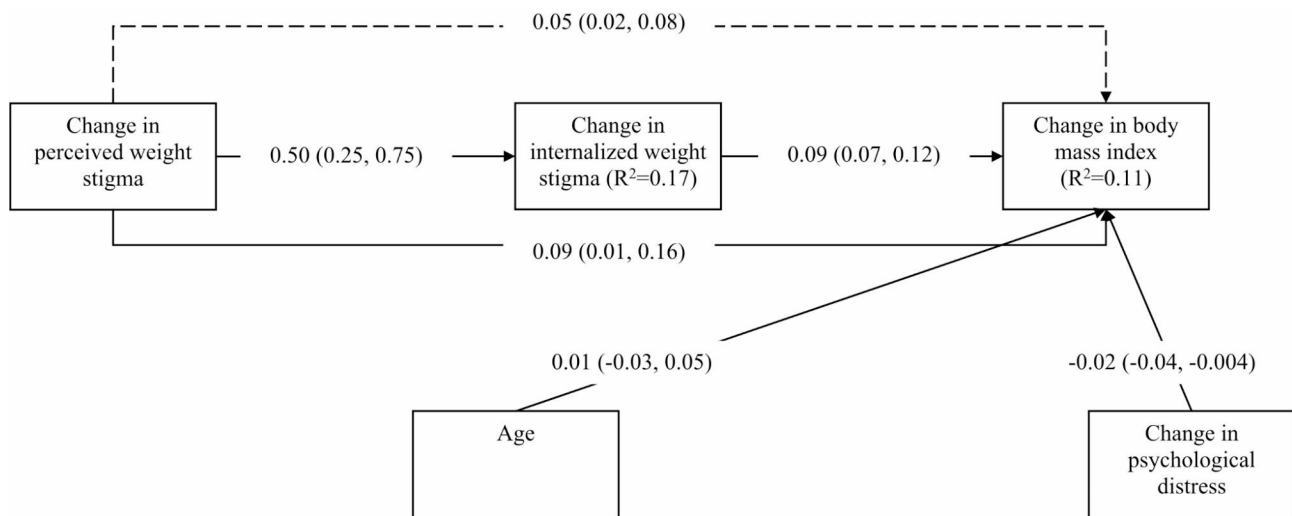 0.05 (0.02, 0.08)
Change in
perceived weight
stigma
0.50 (0.25, 0.75)
Change in
internalized weight
stigma (R²=0.17)
0.09 (0.07, 0.12)
Change in body
mass index
(R²=0.11)
0.09 (0.01, 0.16)
0.01 (-0.03, 0.05)
-0.02 (-0.04, -0.004)
Age
Change in
psychological
distress